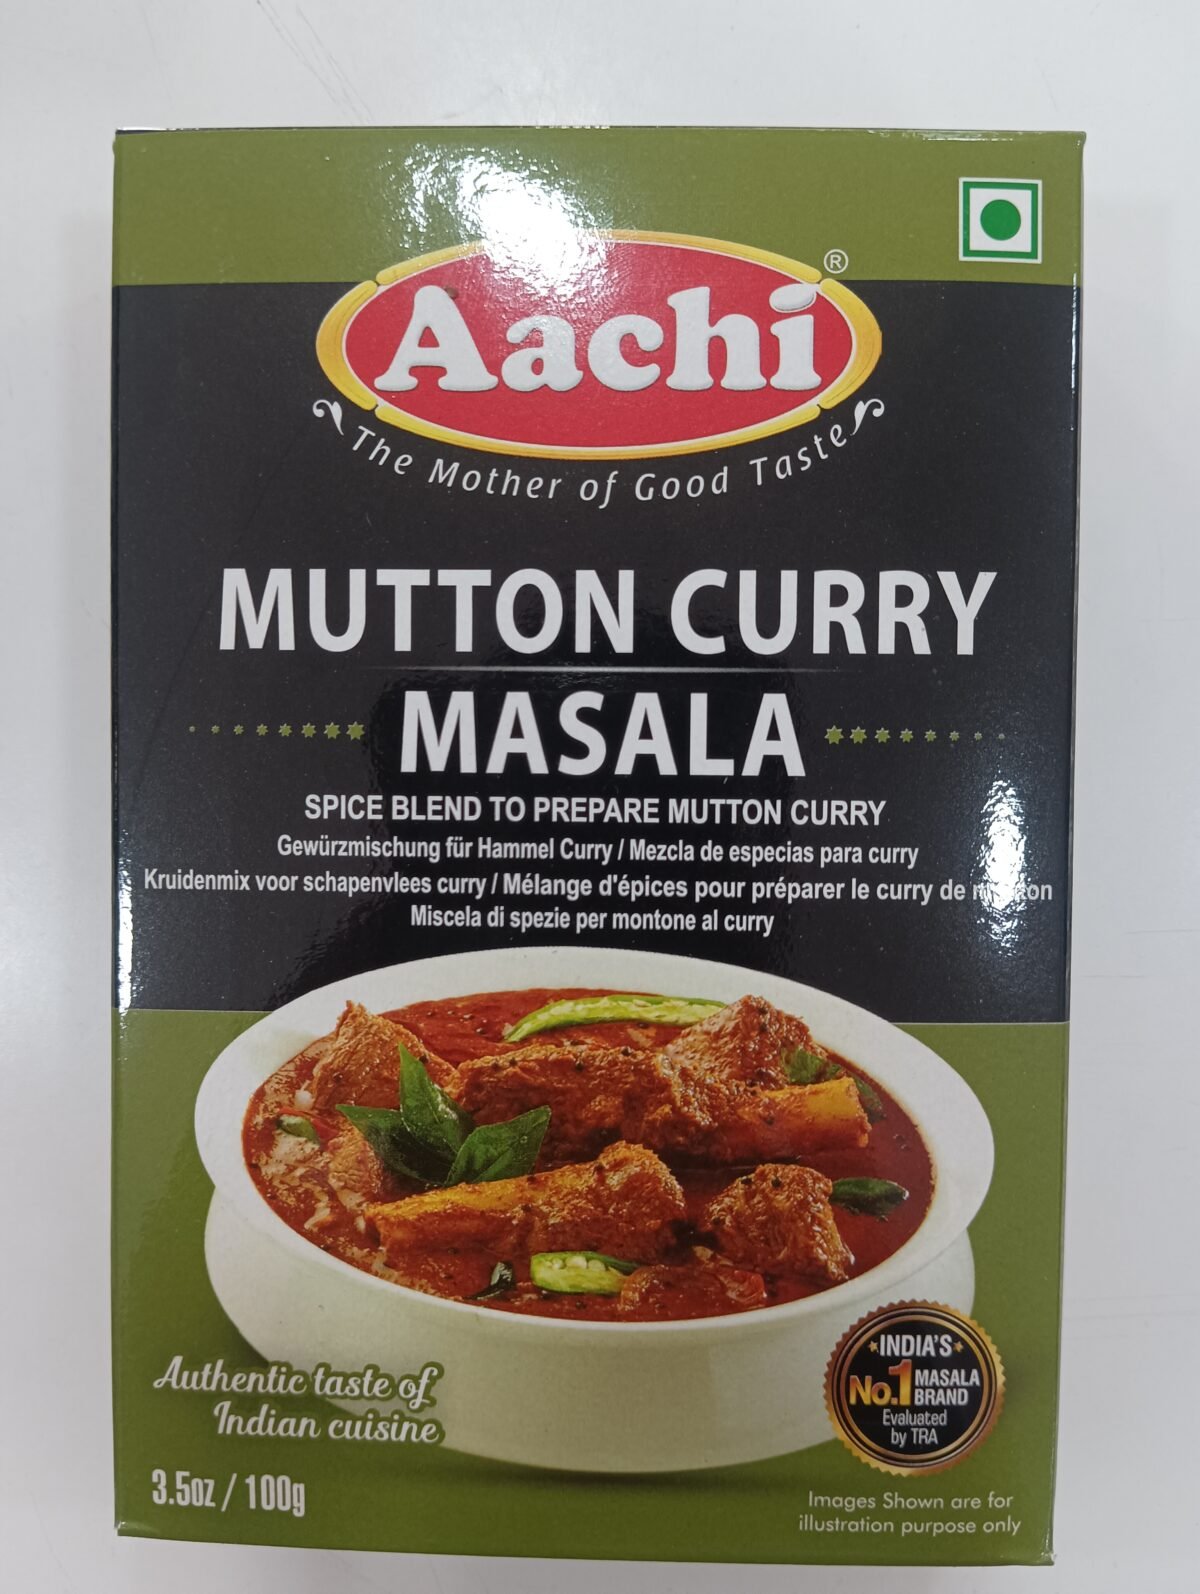 Aachi®
The Mother of Good Taste
MUTTON CURRY
MASALA
SPICE BLEND TO PREPARE MUTTON CURRY
Gewürzmischung für Hammel Curry / Mezcla de especias para curry
Kruidenmix voor schapenvlees curry / Mélange d'épices pour préparer le curry de
Miscela di spezie per montone al curry
Authentic taste of
Indian cuisine
3.5oz / 100g
INDIA'S
No.1 MASALA
BRAND
Evaluated
by TRA
Images Shown are for
illustration purpose only